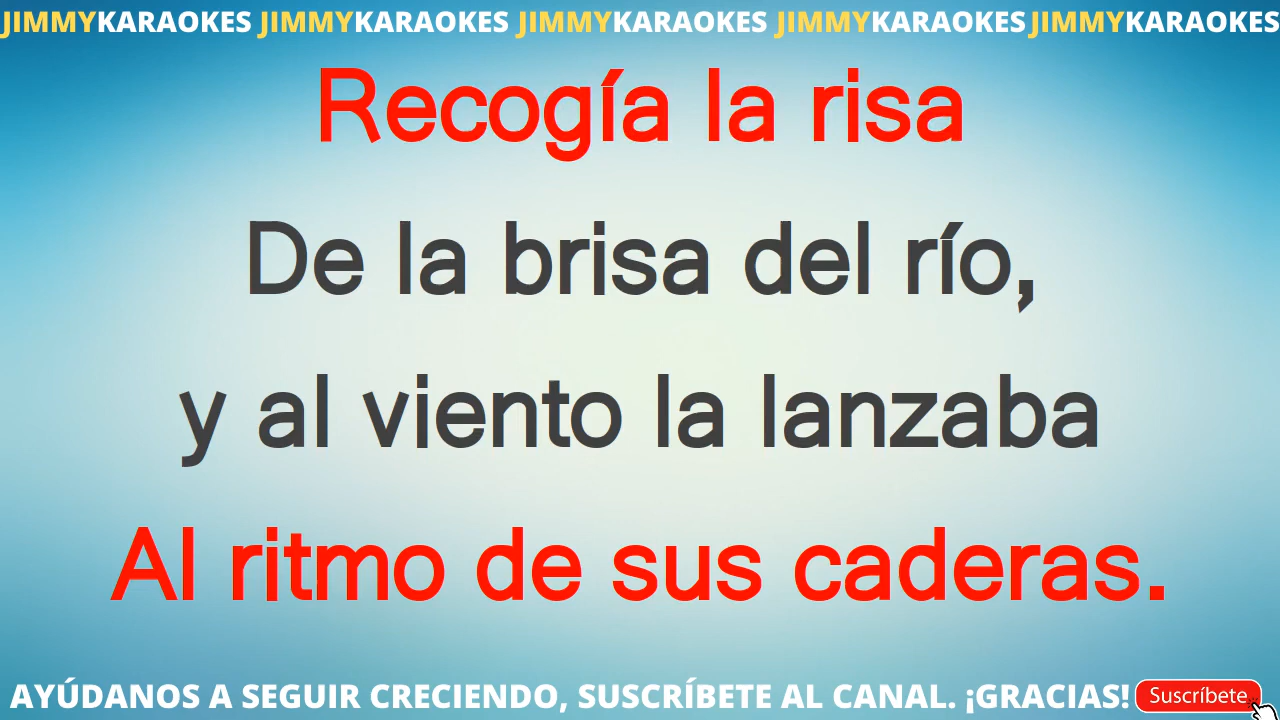 JIMMYKARAOKES JIMMYKARAOKES JIMMYKARAOKES JIMMYKARAOKES JIMMYKARAOKES
Recogía la risa
De la brisa del río,
y al viento la lanzaba
Al ritmo de sus caderas.
AYÚDANOS A SEGUIR CRECIENDO, SUSCRÍBETE AL CANAL. ¡GRACIAS! Suscríbete